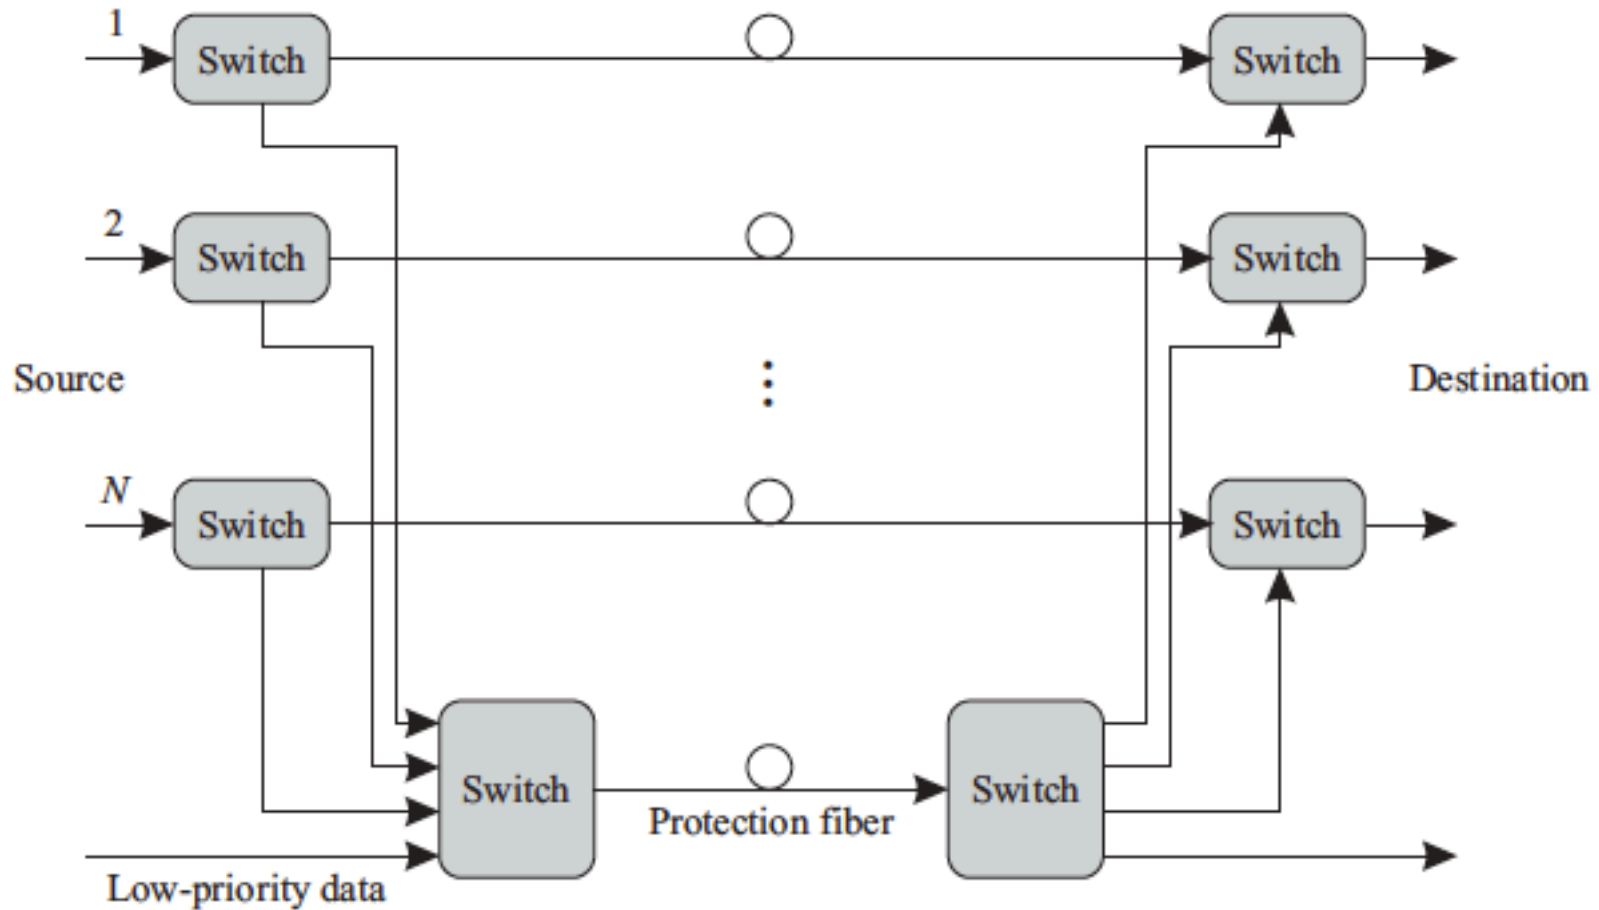 1
Switch
Switch
2
Switch
Switch
Source
Destination
N
Switch
Switch
Switch
Switch
Protection fiber
Low-priority data